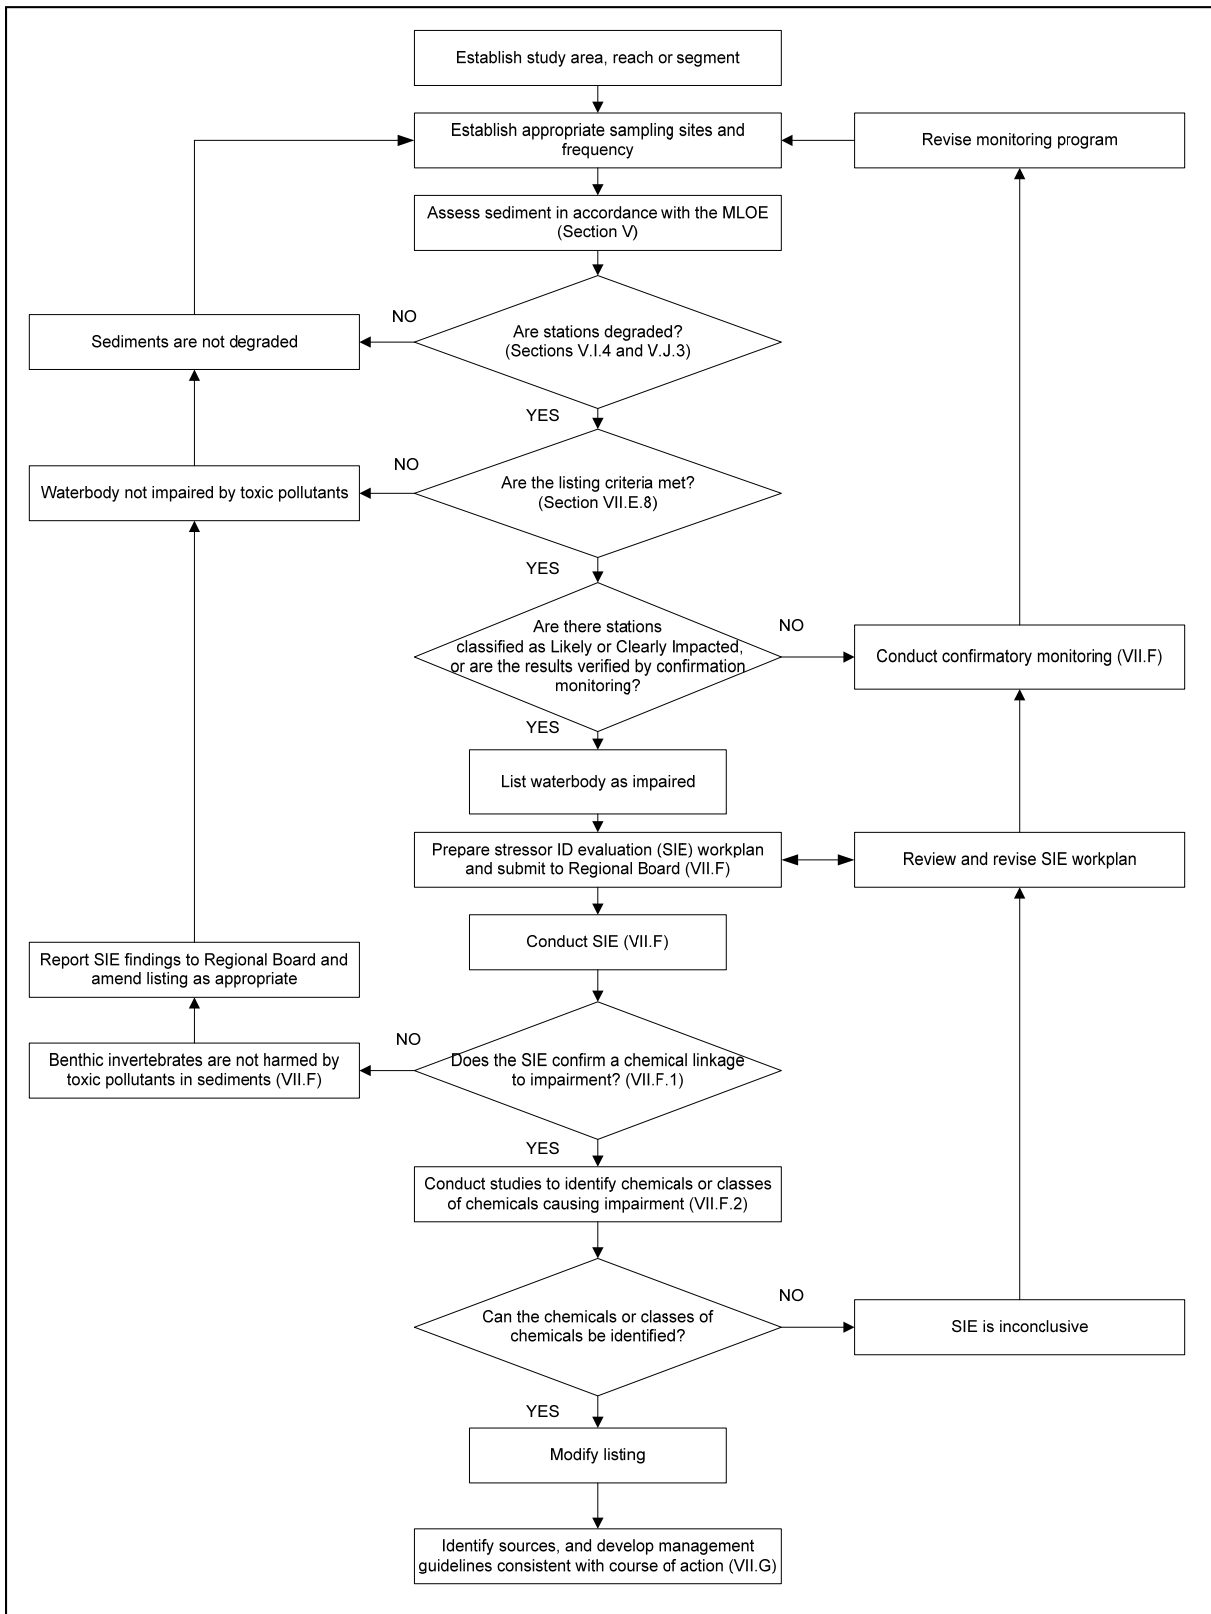 Establish study area, reach or segment
Establish appropriate sampling sites and
frequency
Revise monitoring program
Assess sediment in accordance with the MLOE
(Section V)
NO
Are stations degraded?
(Sections V.I.4 and V.J.3)
Sediments are not degraded
YES
NO
Are the listing criteria met?
(Section VII.E.8)
Waterbody not impaired by toxic pollutants
YES
Are there stations
classified as Likely or Clearly Impacted,
or are the results verified by confirmation
monitoring?
NO
Conduct confirmatory monitoring (VII.F)
YES
List waterbody as impaired
Prepare stressor ID evaluation (SIE) workplan
and submit to Regional Board (VII.F)
Review and revise SIE workplan
Conduct SIE (VII.F)
Report SIE findings to Regional Board and
amend listing as appropriate
NO
Benthic invertebrates are not harmed by
toxic pollutants in sediments (VII.F)
Does the SIE confirm a chemical linkage
to impairment? (VII.F.1)
YES
Conduct studies to identify chemicals or classes
of chemicals causing impairment (VII.F.2)
NO
Can the chemicals or classes of
chemicals be identified?
SIE is inconclusive
YES
Modify listing
Identify sources, and develop management
guidelines consistent with course of action (VII.G)